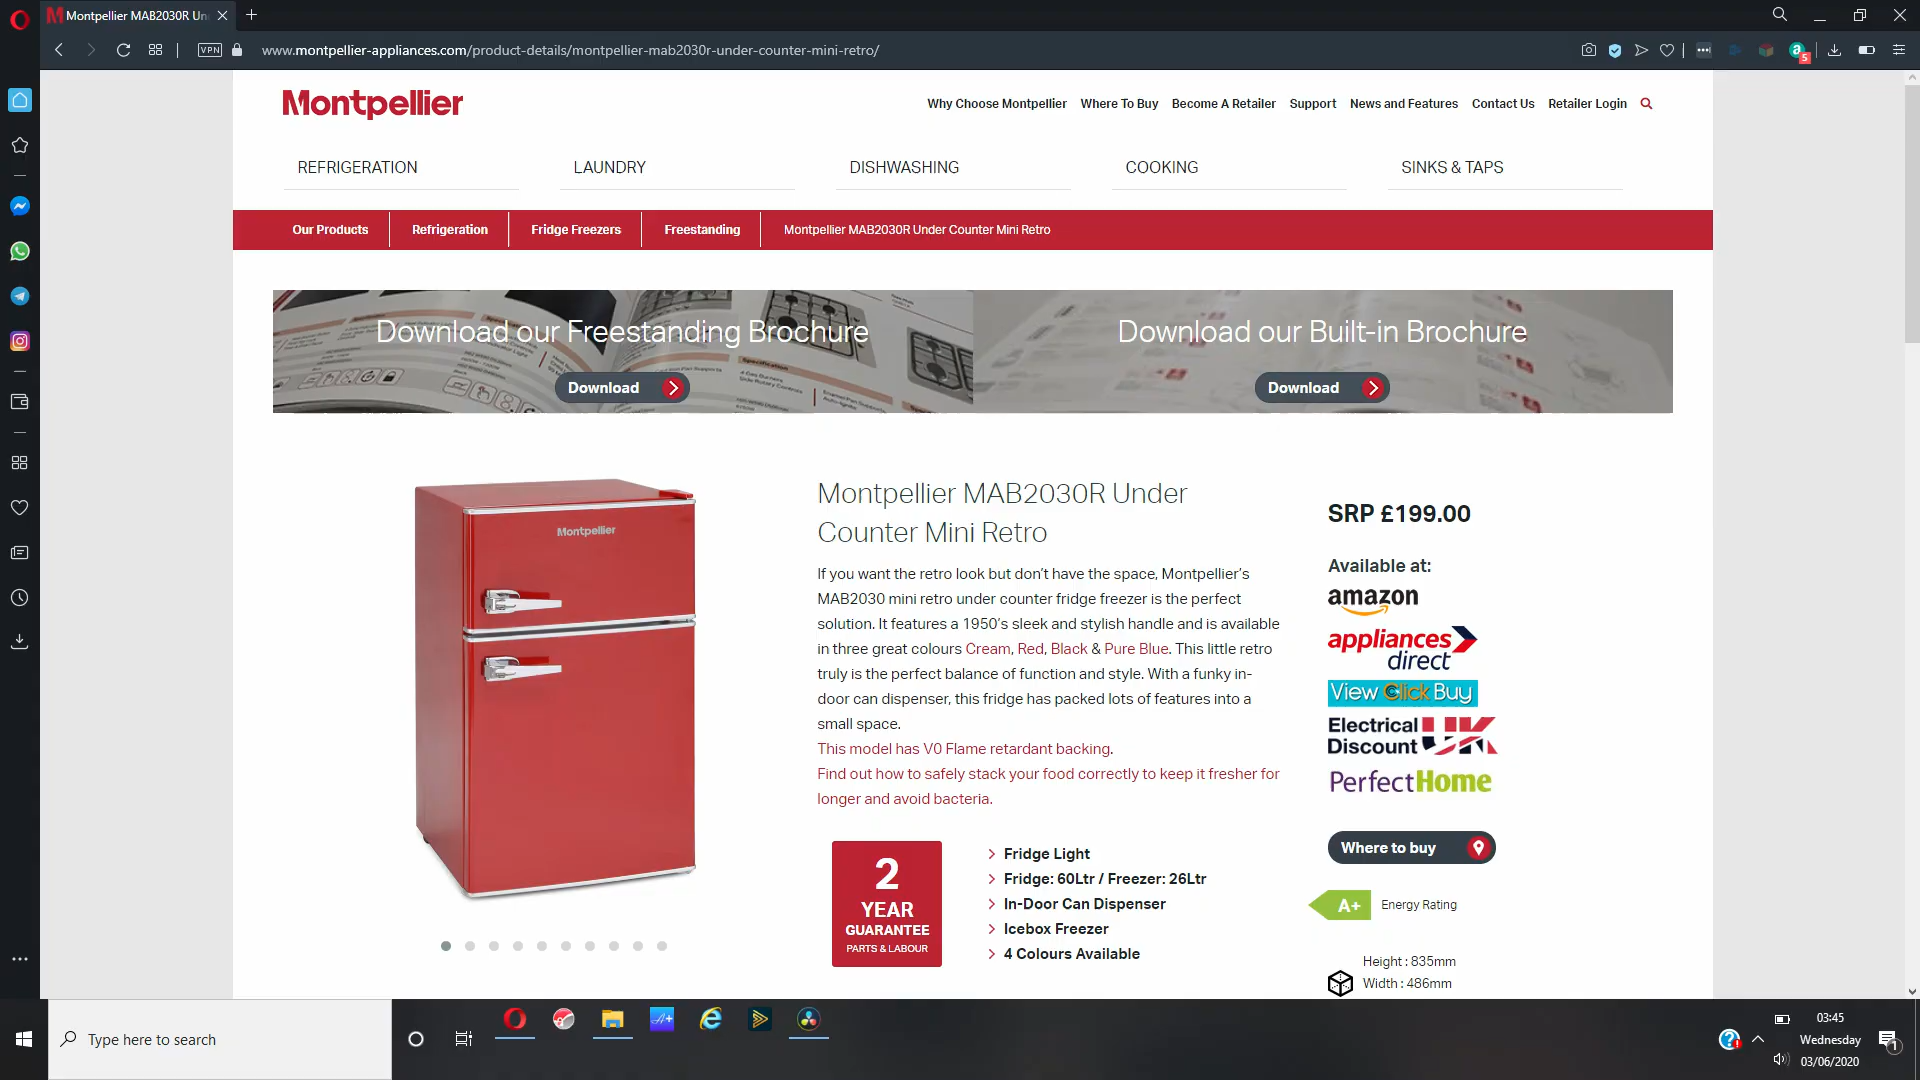 Montpellier MAB2030R Un
VPN
www.montpellier-appliances.com/product-details/montpellier-mab2030r-under-counter-mini-retro/
5
Montpellier
Why Choose Montpellier Where To Buy Become A Retailer Support News and Features Contact Us Retailer Login
REFRIGERATION LAUNDRY DISHWASHING COOKING SINKS & TAPS
Our Products Refrigeration Fridge Freezers Freestanding Montpellier MAB2030R Under Counter Mini Retro
Download our Freestanding Brochure
Download
Download our Built-in Brochure
Download
Montpellier
Montpellier MAB2030R Under
Counter Mini Retro
If you want the retro look but don’t have the space, Montpellier’s
MAB2030 mini retro under counter fridge freezer is the perfect
solution. It features a 1950’s sleek and stylish handle and is available
in three great colours Cream, Red, Black & Pure Blue. This little retro
truly is the perfect balance of function and style. With a funky in-
door can dispenser, this fridge has packed lots of features into a
small space.
This model has V0 Flame retardant backing.
Find out how to safely stack your food correctly to keep it fresher for
longer and avoid bacteria.
2
YEAR
GUARANTEE
PARTS & LABOUR
Fridge Light
Fridge: 60Ltr / Freezer: 26Ltr
In-Door Can Dispenser
Icebox Freezer
4 Colours Available
SRP £199.00
Available at:
amazon
appliances
direct
View Click Buy
Electrical
Discount UK
PerfectHome
Where to buy
A+ Energy Rating
Height : 835mm
Width : 486mm
Type here to search
A+
03:45
Wednesday
03/06/2020
1